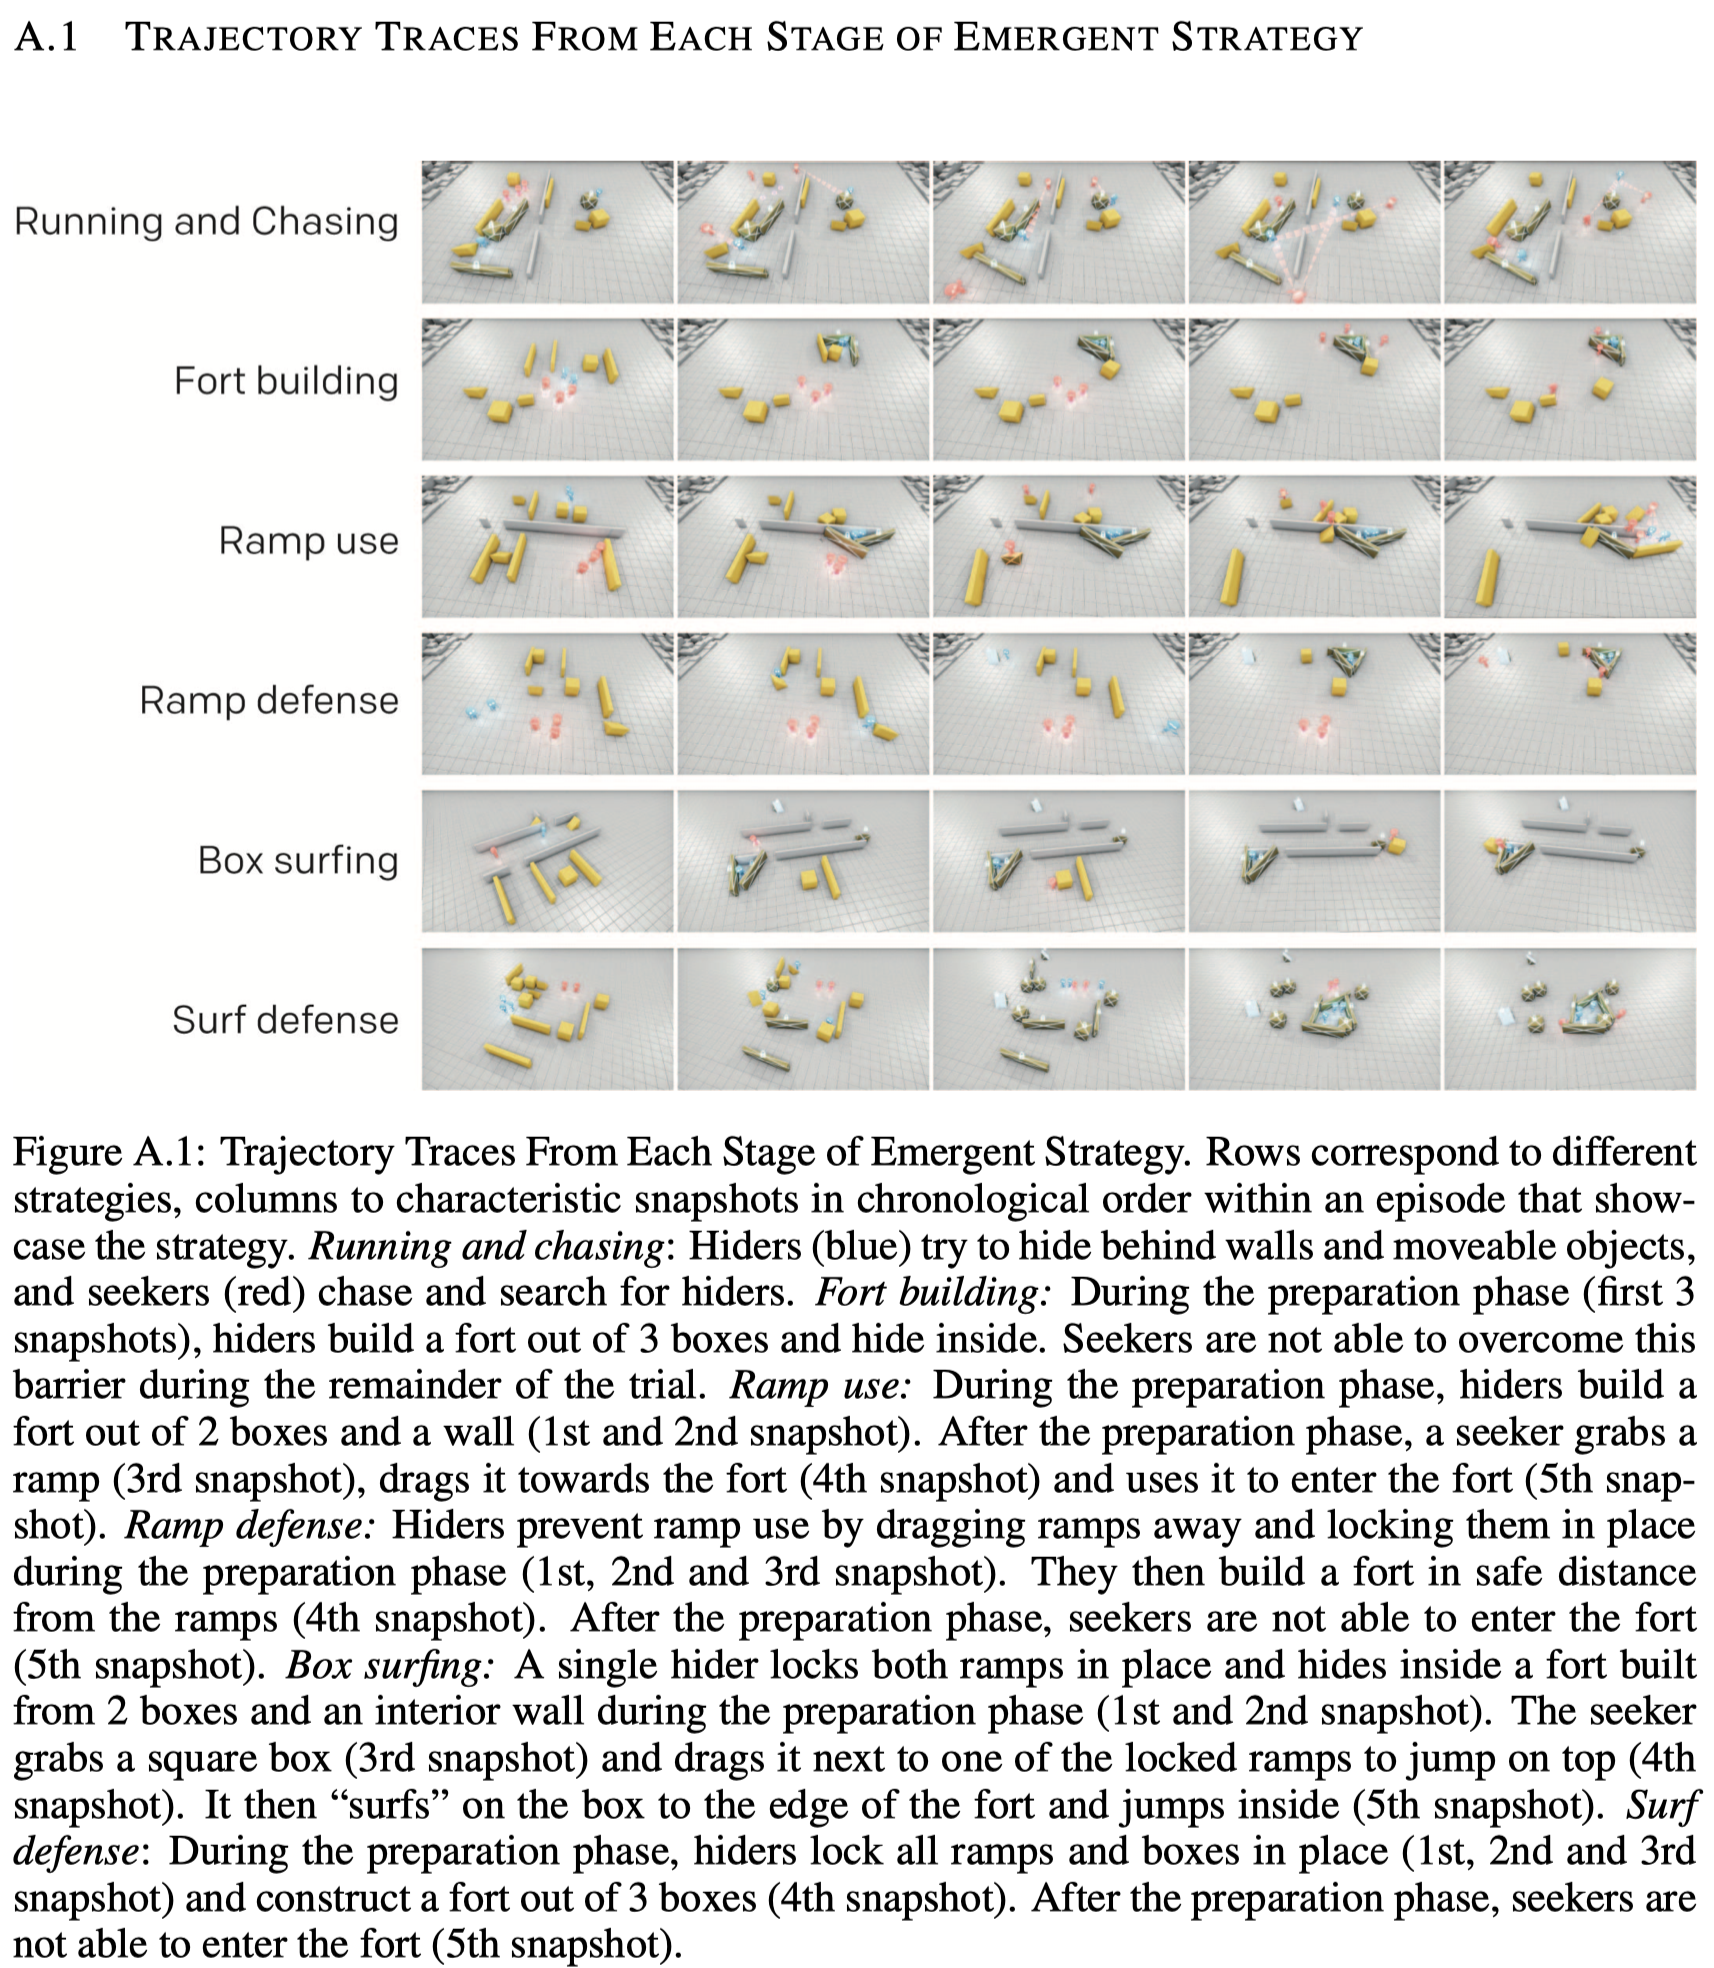 A.1 TRAJECTORY TRACES FROM EACH STAGE OF EMERGENT STRATEGY
Running and Chasing
Fort building
Ramp use
Ramp defense
Box surfing
Surf defense
Figure A.1: Trajectory Traces From Each Stage of Emergent Strategy. Rows correspond to different
strategies, columns to characteristic snapshots in chronological order within an episode that show-
case the strategy. Running and chasing: Hiders (blue) try to hide behind walls and moveable objects,
and seekers (red) chase and search for hiders. Fort building: During the preparation phase (first 3
snapshots), hiders build a fort out of 3 boxes and hide inside. Seekers are not able to overcome this
barrier during the remainder of the trial. Ramp use: During the preparation phase, hiders build a
fort out of 2 boxes and a wall (1st and 2nd snapshot). After the preparation phase, a seeker grabs a
ramp (3rd snapshot), drags it towards the fort (4th snapshot) and uses it to enter the fort (5th snap-
shot). Ramp defense: Hiders prevent ramp use by dragging ramps away and locking them in place
during the preparation phase (1st, 2nd and 3rd snapshot). They then build a fort in safe distance
from the ramps (4th snapshot). After the preparation phase, seekers are not able to enter the fort
(5th snapshot). Box surfing: A single hider locks both ramps in place and hides inside a fort built
from 2 boxes and an interior wall during the preparation phase (1st and 2nd snapshot). The seeker
grabs a square box (3rd snapshot) and drags it next to one of the locked ramps to jump on top (4th
snapshot). It then “surfs” on the box to the edge of the fort and jumps inside (5th snapshot). Surf
defense: During the preparation phase, hiders lock all ramps and boxes in place (1st, 2nd and 3rd
snapshot) and construct a fort out of 3 boxes (4th snapshot). After the preparation phase, seekers are
not able to enter the fort (5th snapshot).